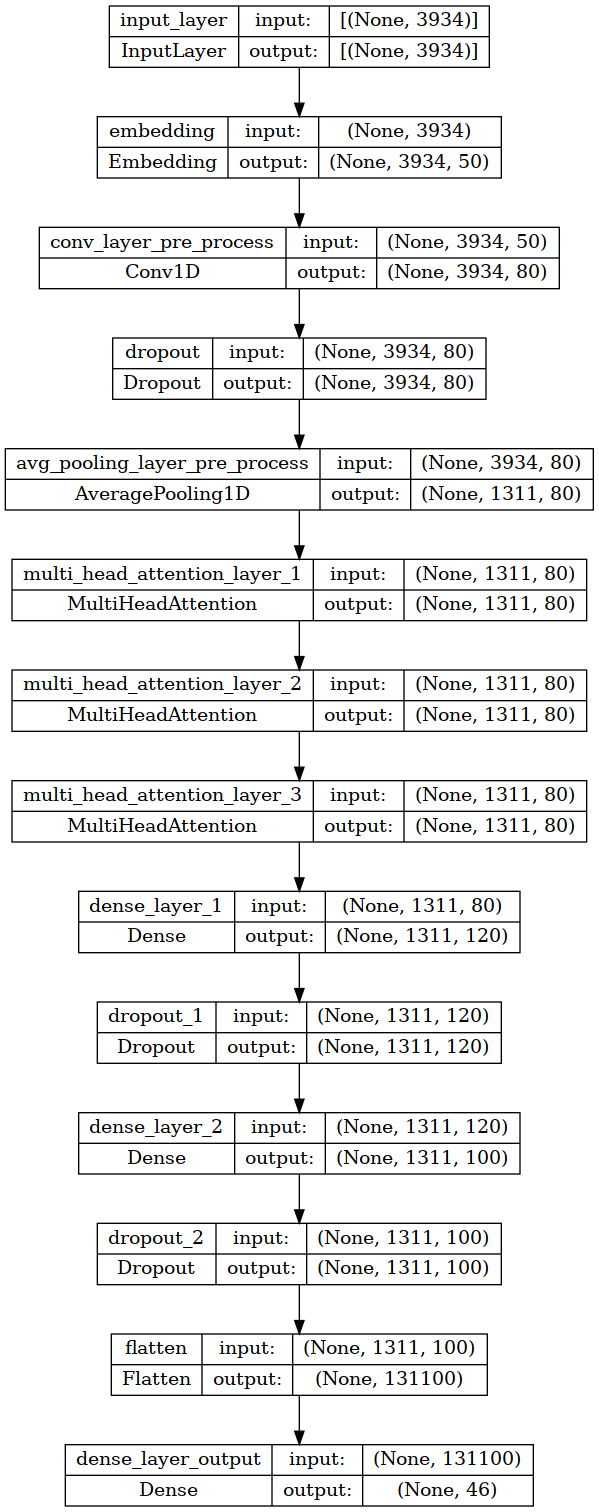 input_layer input: [(None, 3934)]
InputLayer output: [(None, 3934)]
embedding input: (None, 3934)
Embedding output: (None, 3934, 50)
conv_layer_pre_process input: (None, 3934, 50)
Conv1D output: (None, 3934, 80)
dropout input: (None, 3934, 80)
Dropout output: (None, 3934, 80)
avg_pooling_layer_pre_process input: (None, 3934, 80)
AveragePooling1D output: (None, 1311, 80)
multi_head_attention_layer_1 input: (None, 1311, 80)
MultiHeadAttention output: (None, 1311, 80)
multi_head_attention_layer_2 input: (None, 1311, 80)
MultiHeadAttention output: (None, 1311, 80)
multi_head_attention_layer_3 input: (None, 1311, 80)
MultiHeadAttention output: (None, 1311, 80)
dense_layer_1 input: (None, 1311, 80)
Dense output: (None, 1311, 120)
dropout_1 input: (None, 1311, 120)
Dropout output: (None, 1311, 120)
dense_layer_2 input: (None, 1311, 120)
Dense output: (None, 1311, 100)
dropout_2 input: (None, 1311, 100)
Dropout output: (None, 1311, 100)
flatten input: (None, 1311, 100)
Flatten output: (None, 131100)
dense_layer_output input: (None, 131100)
Dense output: (None, 46)